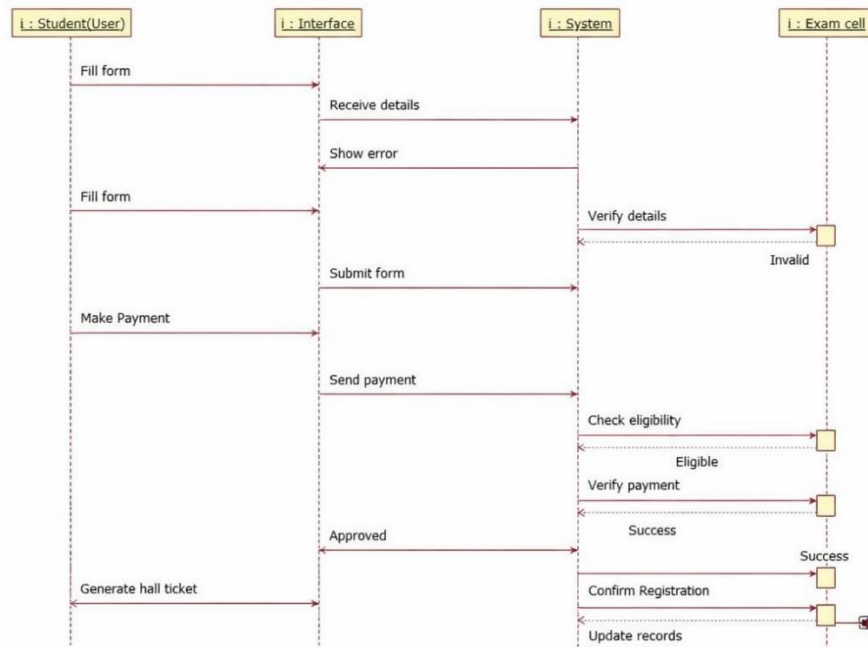 i : Student(User)
i : Interface
i : System
i : Exam cell
Fill form
Receive details
Show error
Fill form
Verify details
Invalid
Submit form
Make Payment
Send payment
Check eligibility
Eligible
Verify payment
Success
Approved
Success
Generate hall ticket
Confirm Registration
Update records